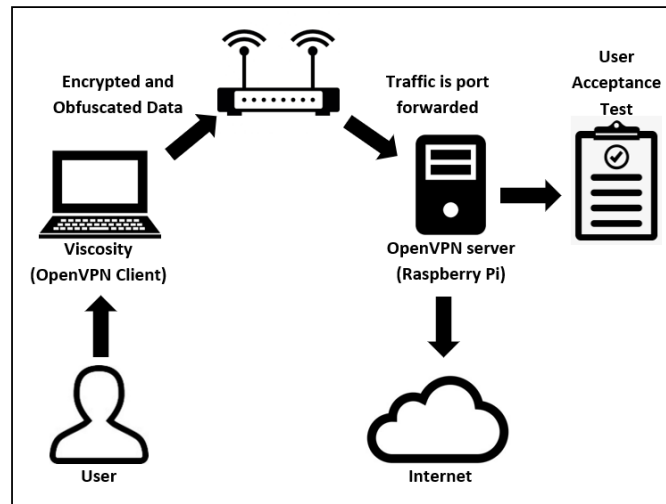 Encrypted and
Obfuscated Data
Traffic is port
forwarded
User
Acceptance
Test
Viscosity
(OpenVPN Client)
OpenVPN server
(Raspberry Pi)
User
Internet